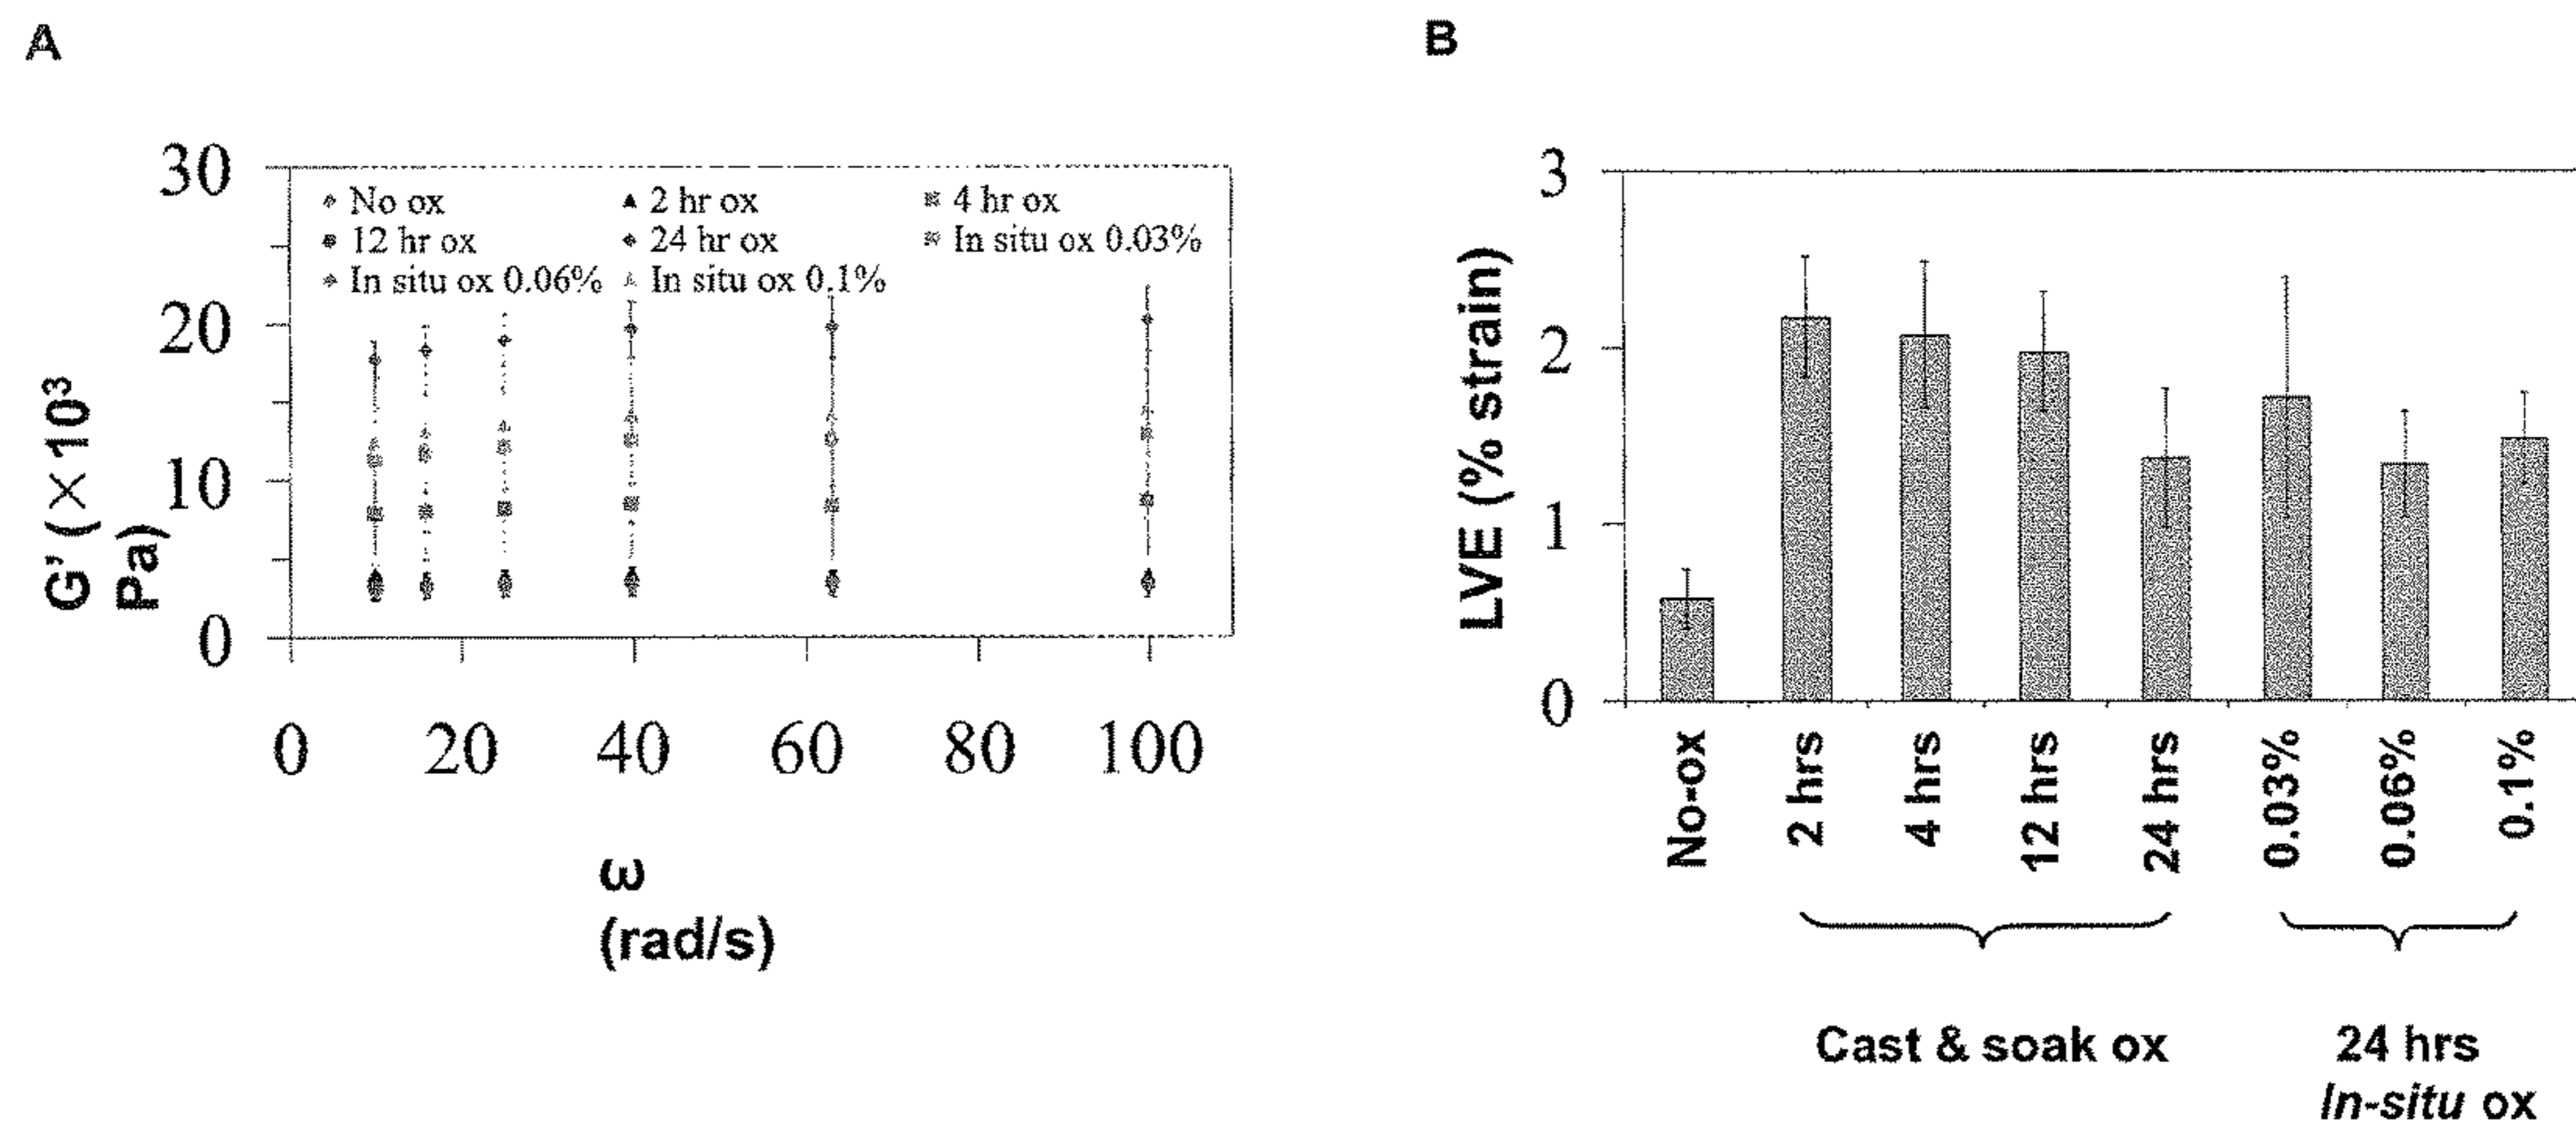 A
B
30
20
10
0
G' (×10³
Pa)
No ox
2 hr ox
4 hr ox
12 hr ox
24 hr ox
In situ ox 0.03%
In situ ox 0.06%
In situ ox 0.1%
0 20 40 60 80 100
ω
(rad/s)
3
2
1
0
LVE (% strain)
No-ox
2 hrs
4 hrs
12 hrs
24 hrs
0.03%
0.06%
0.1%
Cast & soak ox
24 hrs
In-situ ox